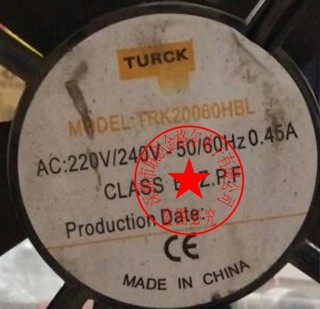 TURCK
MODEL:TRK20060HBL
AC:220V/240V - 50/60Hz 0.45A
CLASS Z.P.F
Production Date:
CE
MADE IN CHINA